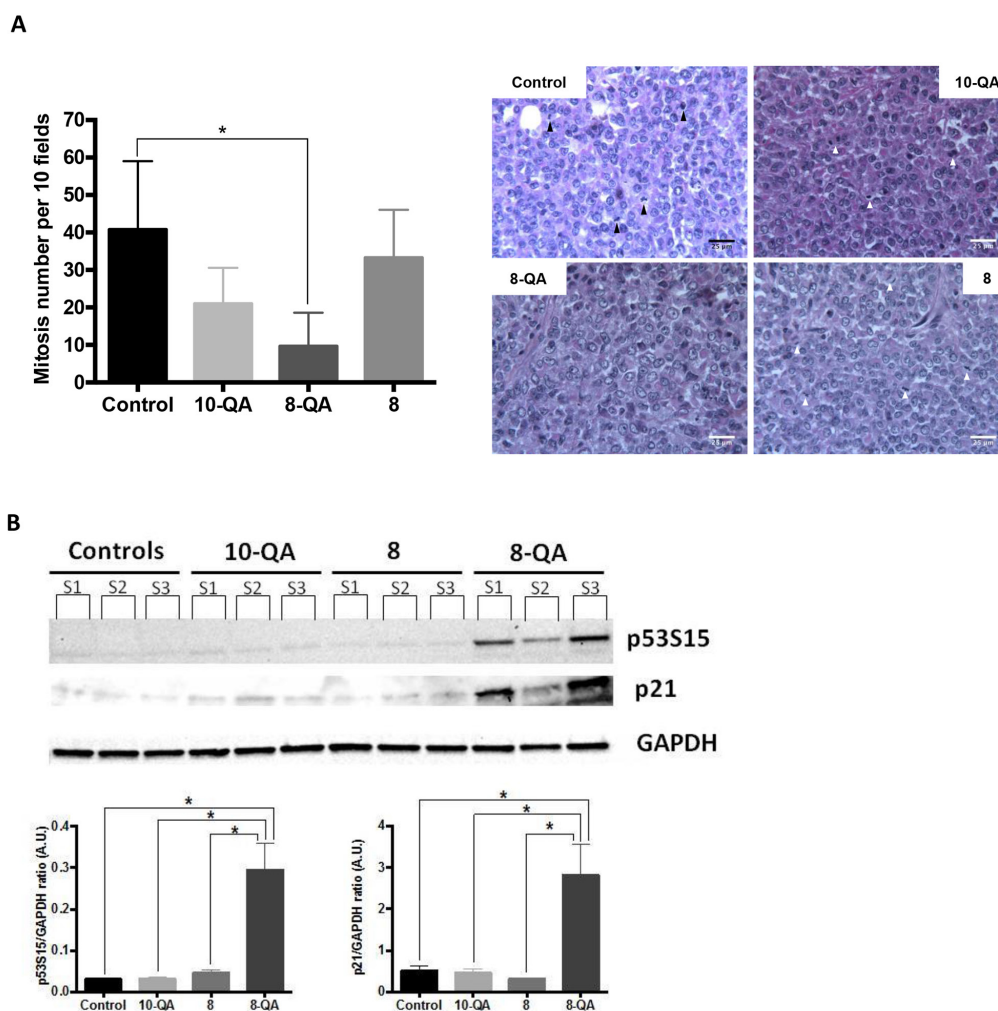 A
Mitosis number per 10 fields
70
60
50
40
30
20
10
0
*
Control 10-QA 8-QA 8
Control
25 µm
10-QA
25 µm
8-QA
25 µm
8
25 µm
B
Controls 10-QA 8 8-QA
S1 S2 S3 S1 S2 S3 S1 S2 S3 S1 S2 S3
p53S15
p21
GAPDH
p53S15/GAPDH ratio (A.U.)
0.4
0.3
0.2
0.1
0.0
*
*
*
Control 10-QA 8 8-QA
p21/GAPDH ratio (A.U.)
4
3
2
1
0
*
*
*
Control 10-QA 8 8-QA